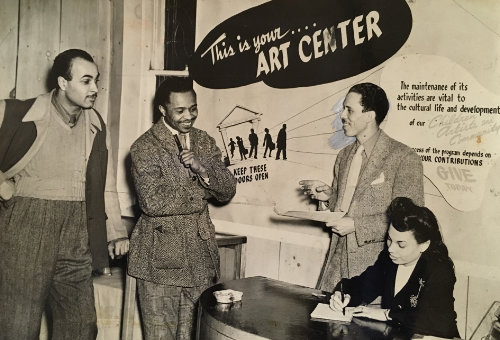 This is your....
ART CENTER
The maintenance of its
activities are vital to
the cultural life and development
of our
KEEP THESE
DOORS OPEN
ccess of the program depends on
YOUR CONTRIBUTIONS
GIVE
TODAY